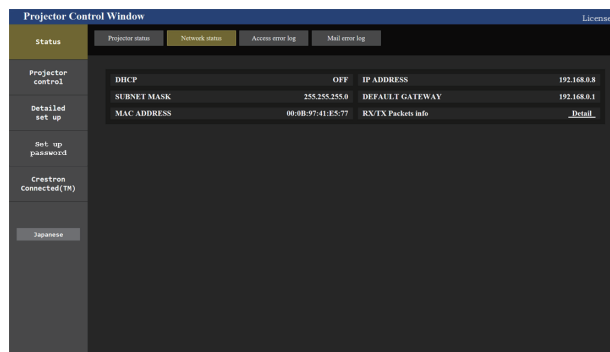 Projector Control Window
License
Status
Projector status
Network status
Access error log
Mail error log
Projector control
Detailed set up
Set up password
Crestron Connected(TM)
Japanese
DHCP OFF IP ADDRESS 192.168.0.8
SUBNET MASK 255.255.255.0 DEFAULT GATEWAY 192.168.0.1
MAC ADDRESS 00:0B:97:41:E5:77 RX/TX Packets info Detail